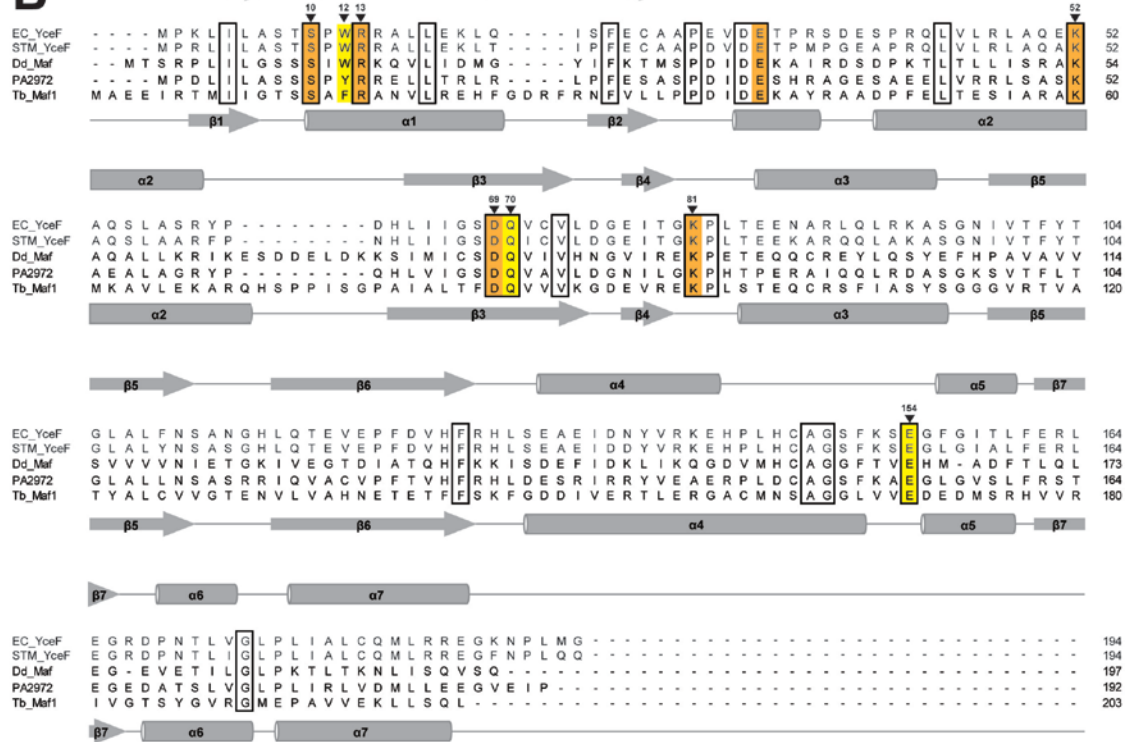 10 12 13 52
EC_YceF - - - - M P K L I L A S T S P W R R A L L E K L Q - - - - I S F E C A A P E V D E T P R S D E S P R Q L V L R L A Q E K 52
STM_YceF - - - - M P R L I L A S T S P W R R A L L E K L T - - - - I P F E C A A P D V D E T P M P G E A P R Q L V L R L A Q A K 52
Dd_Maf - - M T S R P L I L G S S S I W R K Q V L I D M G - - - - Y I F K T M S P D I D E K A I R D S D P K T L T L L I S R A K 54
PA2972 - - - - M P D L I L A S S S P Y R R E L L T R L R - - - - L P F E S A S P D I D E S H R A G E S A E E L V R R L S A S K 52
Tb_Maf1 M A E E I R T M I I G T S S A F R A N V L R E H F G D R F R N F V L L P P D I D E K A Y R A A D P F E L T E S I A R A K 60
β1 α1 β2 α2
α2 β3 β4 α3 β5
69 70 81
EC_YceF A Q S L A S R Y P - - - - - - - - D H L I I G S D Q V C V L D G E I T G K P L T E E N A R L Q L R K A S G N I V T F Y T 104
STM_YceF A Q S L A A R F P - - - - - - - - N H L I I G S D Q I C V L D G E I T G K P L T E E K A R Q Q L A K A S G N I V T F Y T 104
Dd_Maf A Q A L L K R I K E S D D E L D K K S I M I C S D Q V I V H N G V I R E K P E T E Q Q C R E Y L Q S Y E F H P A V A V V 114
PA2972 A E A L A G R Y P - - - - - - - - Q H L V I G S D Q V A V L D G N I L G K P H T P E R A I Q Q L R D A S G K S V T F L T 104
Tb_Maf1 M K A V L E K A R Q H S P P I S G P A I A L T F D Q V V V K G D E V R E K P L S T E Q C R S F I A S Y S G G G V R T V A 120
α2 β3 β4 α3 β5
β5 β6 α4 α5 β7
154
EC_YceF G L A L F N S A N G H L Q T E V E P F D V H F R H L S E A E I D N Y V R K E H P L H C A G S F K S E G F G I T L F E R L 164
STM_YceF G L A L Y N S A S G H L Q T E V E P F D V H F R H L S E A E I D D Y V R K E H P L H C A G S F K S E G L G I A L F E R L 164
Dd_Maf S V V V V N I E T G K I V E G T D I A T Q H F K K I S D E F I D K L I K Q G D V M H C A G G F T V E H M - A D F T L Q L 173
PA2972 G L A L L N S A S R R I Q V A C V P F T V H F R H L D E S R I R R Y V E A E R P L D C A G S F K A E G L G V S L F R S T 164
Tb_Maf1 T Y A L C V V G T E N V L V A H N E T E T F F S K F G D D I V E R T L E R G A C M N S A G G L V V E D E D M S R H V V R 180
β5 β6 α4 α5 β7
β7 α6 α7
EC_YceF E G R D P N T L V G L P L I A L C Q M L R R E G K N P L M G - - - - - - - - - - - - - - - - - - - - - - - - - - - - - - 194
STM_YceF E G R D P N T L I G L P L I A L C Q M L R R E G F N P L Q Q - - - - - - - - - - - - - - - - - - - - - - - - - - - - - - 194
Dd_Maf E G - E V E T I L G L P K T L T K N L I S Q V S Q - - - - - - - - - - - - - - - - - - - - - - - - - - - - - - - - - - - 197
PA2972 E G E D A T S L V G L P L I R L V D M L L E E G V E I P - - - - - - - - - - - - - - - - - - - - - - - - - - - - - - - - 192
Tb_Maf1 I V G T S Y G V R G M E P A V V E K L L S Q L - - - - - - - - - - - - - - - - - - - - - - - - - - - - - - - - - - - - - 203
β7 α6 α7